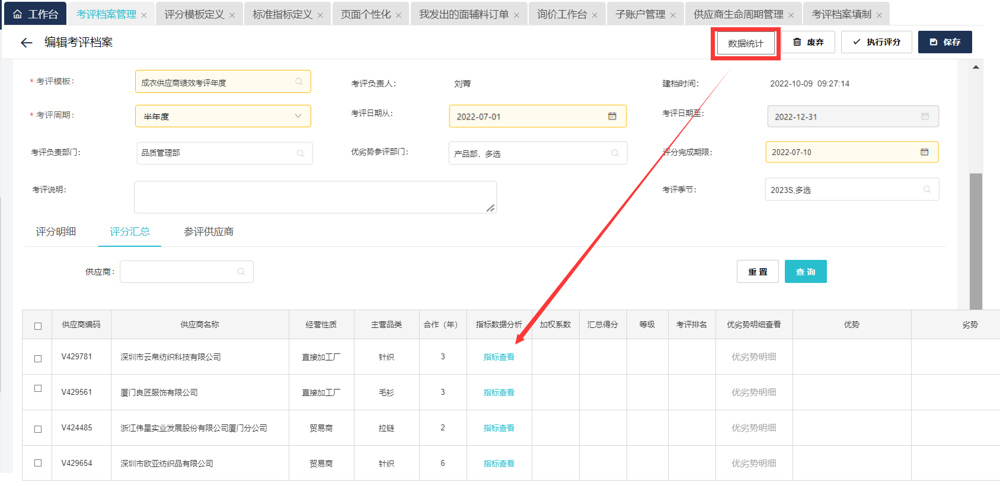 工作台 考评档案管理 × 评分模板定义 × 标准指标定义 × 页面个性化 × 我发出的面辅料订单 × 询价工作台 × 子账户管理 × 供应商生命周期管理 × 考评档案填制 ×
编辑考评档案 数据统计 废弃 执行评分 保存
* 考评模板: 成衣供应商绩效考评年度 考评负责人: 刘菁 建档时间: 2022-10-09 09:27:14
* 考评周期: 半年度 考评日期从: 2022-07-01 考评日期至: 2022-12-31
考评负责部门: 品质管理部 优劣势参评部门: 产品部，多选 评分完成期限: 2022-07-10
考评说明: 考评季节: 2023S,多选
评分明细 评分汇总 参评供应商
供应商: 重置 查询
供应商编码 供应商名称 经营性质 主营品类 合作（年） 指标数据分析 加权系数 汇总得分 等级 考评排名 优劣势明细查看 优势 劣势
V429781 深圳市云帛纺织科技有限公司 直接加工厂 针织 3 指标查看 优劣势明细
V429561 厦门良匠服饰有限公司 直接加工厂 毛衫 3 指标查看 优劣势明细
V424485 浙江伟星实业发展股份有限公司厦门分公司 贸易商 拉链 2 指标查看 优劣势明细
V429654 深圳市欧亚纺织品有限公司 贸易商 针织 6 指标查看 优劣势明细